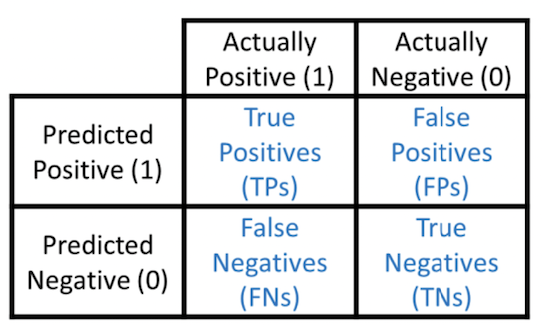 Actually
Positive (1)
Actually
Negative (0)
Predicted
Positive (1)
True
Positives
(TPs)
False
Positives
(FPs)
Predicted
Negative (0)
False
Negatives
(FNs)
True
Negatives
(TNs)